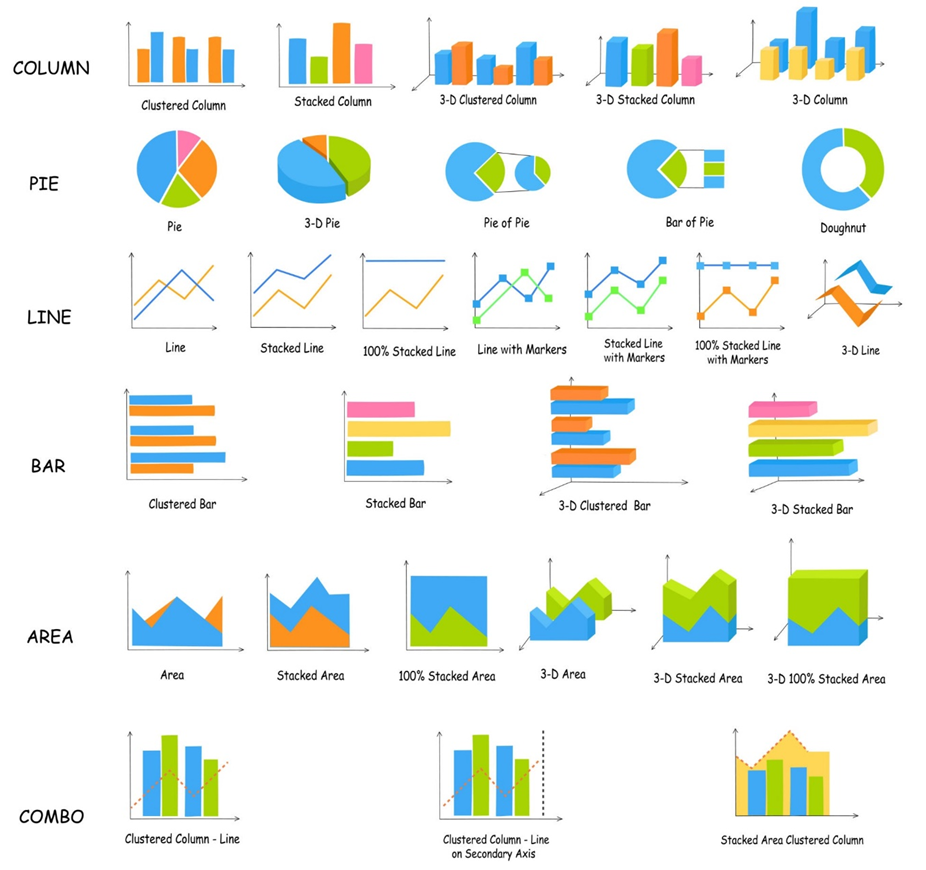 COLUMN
Clustered Column
Stacked Column
3-D Clustered Column
3-D Stacked Column
3-D Column
PIE
Pie
3-D Pie
Pie of Pie
Bar of Pie
Doughnut
LINE
Line
Stacked Line
100% Stacked Line
Line with Markers
Stacked Line
with Markers
100% Stacked Line
with Markers
3-D Line
BAR
Clustered Bar
Stacked Bar
3-D Clustered Bar
3-D Stacked Bar
AREA
Area
Stacked Area
100% Stacked Area
3-D Area
3-D Stacked Area
3-D 100% Stacked Area
COMBO
Clustered Column - Line
Clustered Column - Line
on Secondary Axis
Stacked Area Clustered Column